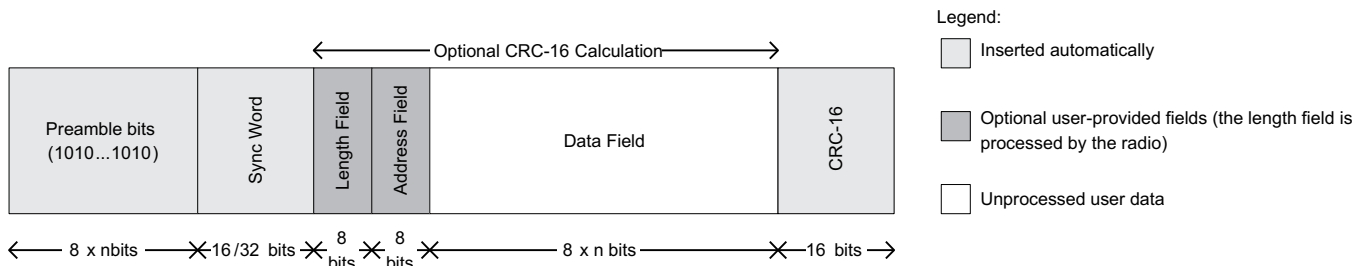 Legend:
Optional CRC-16 Calculation
Inserted automatically
Preamble bits
(1010...1010)
Sync Word
Length Field
Address Field
Data Field
CRC-16
Optional user-provided fields (the length field is
processed by the radio)
Unprocessed user data
8 x nbits
16/32 bits
8
bits
8
bits
8 x n bits
16 bits